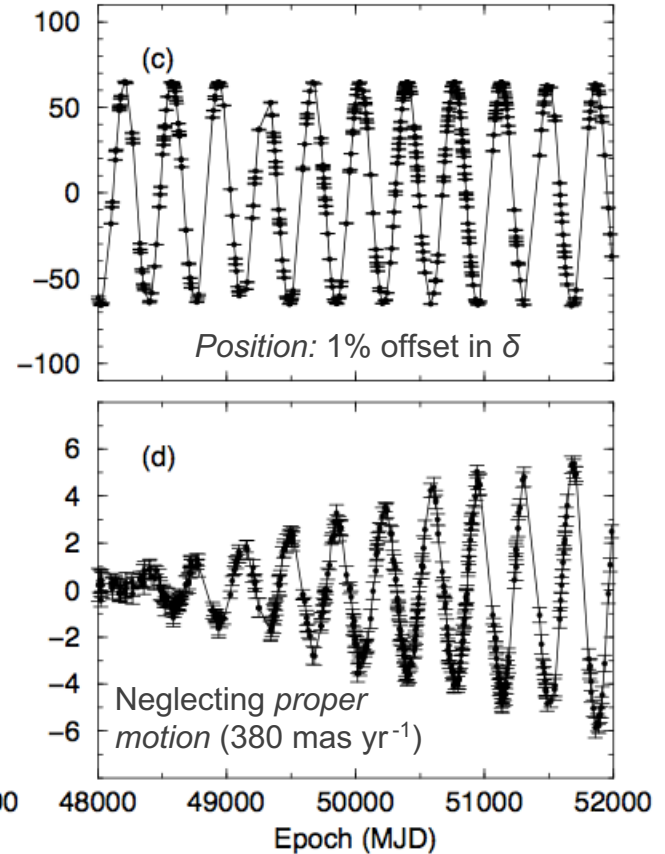 100
(c)
50
0
−50
Position: 1% offset in δ
−100
6
(d)
4
2
0
−2
−4
Neglecting proper
−6
motion (380 mas yr⁻¹)
00
48000 49000 50000 51000 52000
Epoch (MJD)